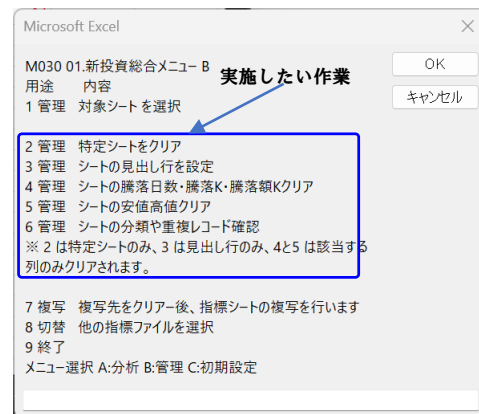 Microsoft Excel
M030 01.新投資総合メニュー B
実施したい作業
OK
用途 内容
キャンセル
1 管理 対象シート を選択
2 管理 特定シートをクリア
3 管理 シートの見出し行を設定
4 管理 シートの騰落日数・騰落K・騰落額Kクリア
5 管理 シートの安値高値クリア
6 管理 シートの分類や重複レコード確認
※ 2 は特定シートのみ、3 は見出し行のみ、4と5 は該当する
列のみクリアされます。
7 複写 複写先をクリアー後、指標シートの複写を行います
8 切替 他の指標ファイルを選択
9 終了
メニュー選択 A:分析 B:管理 C:初期設定